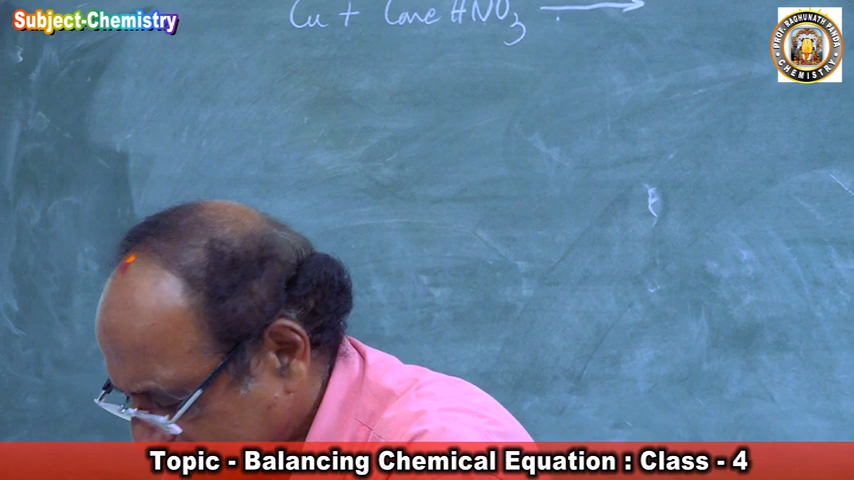 Subject-Chemistry
Cu + Conc HNO3 ⟶
PROF. RAGHUNATH PANDA
CHEMISTRY
Topic - Balancing Chemical Equation : Class - 4